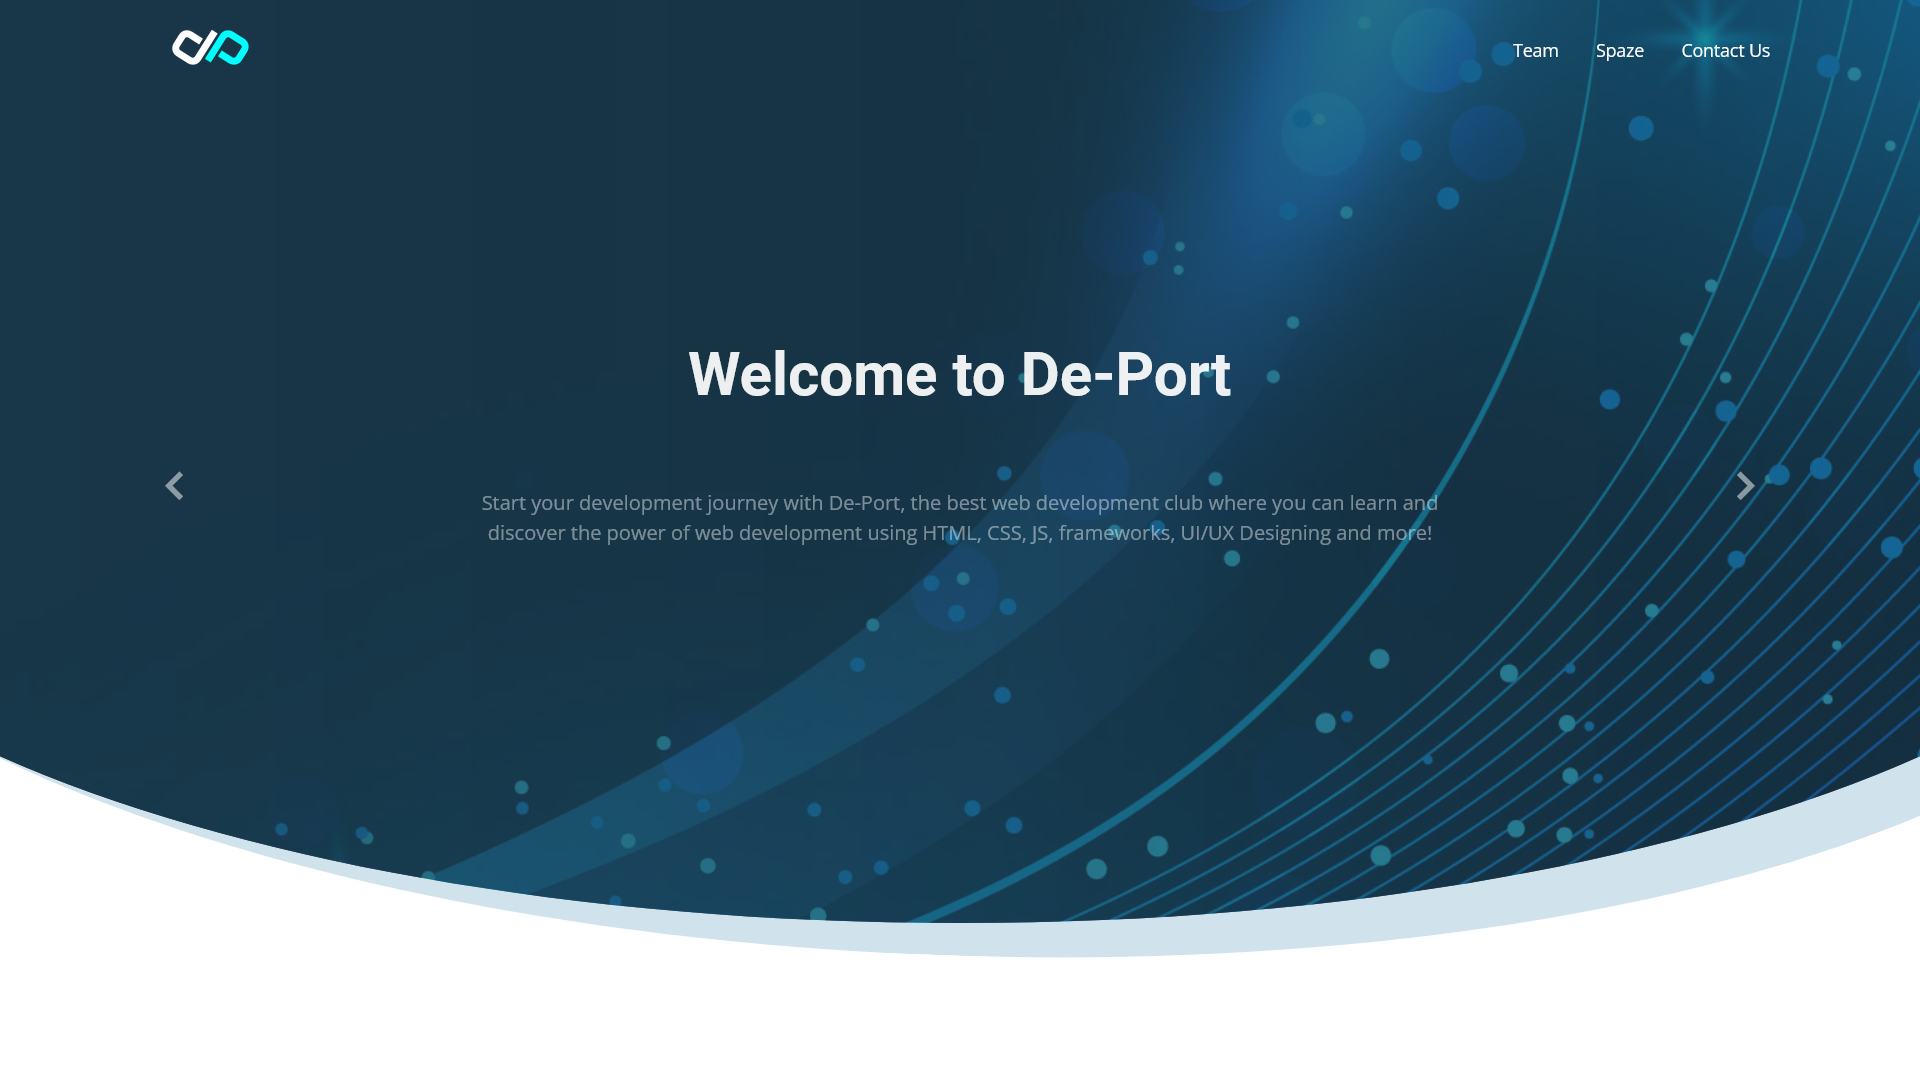 Team Spaze Contact Us
Welcome to De-Port
Start your development journey with De-Port, the best web development club where you can learn and
discover the power of web development using HTML, CSS, JS, frameworks, UI/UX Designing and more!